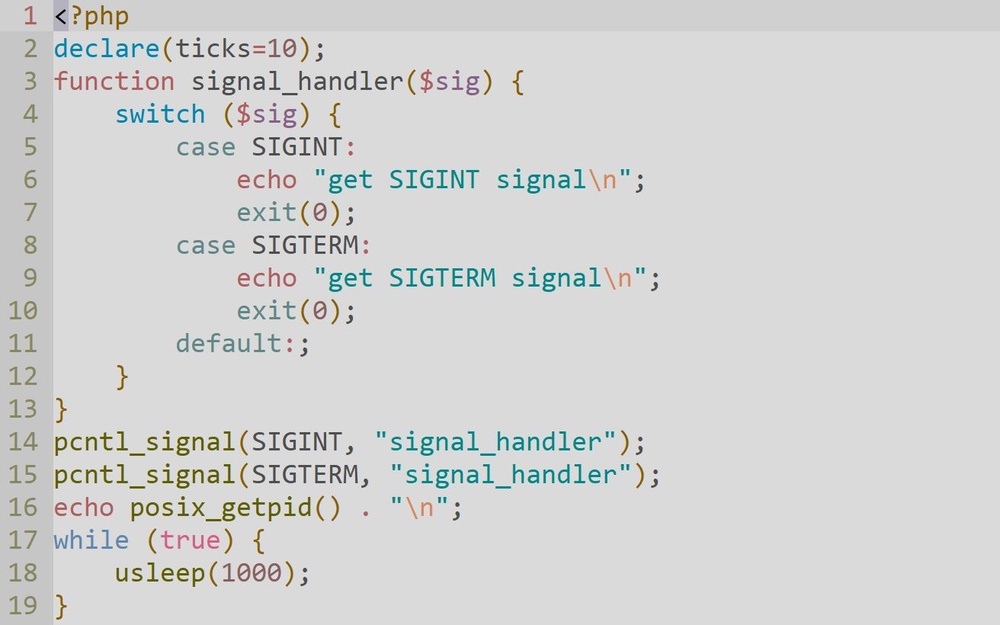 1 <?php
2 declare(ticks=10);
3 function signal_handler($sig) {
4     switch ($sig) {
5         case SIGINT:
6             echo "get SIGINT signal\n";
7             exit(0);
8         case SIGTERM:
9             echo "get SIGTERM signal\n";
10             exit(0);
11         default:;
12     }
13 }
14 pcntl_signal(SIGINT, "signal_handler");
15 pcntl_signal(SIGTERM, "signal_handler");
16 echo posix_getpid() . "\n";
17 while (true) {
18     usleep(1000);
19 }